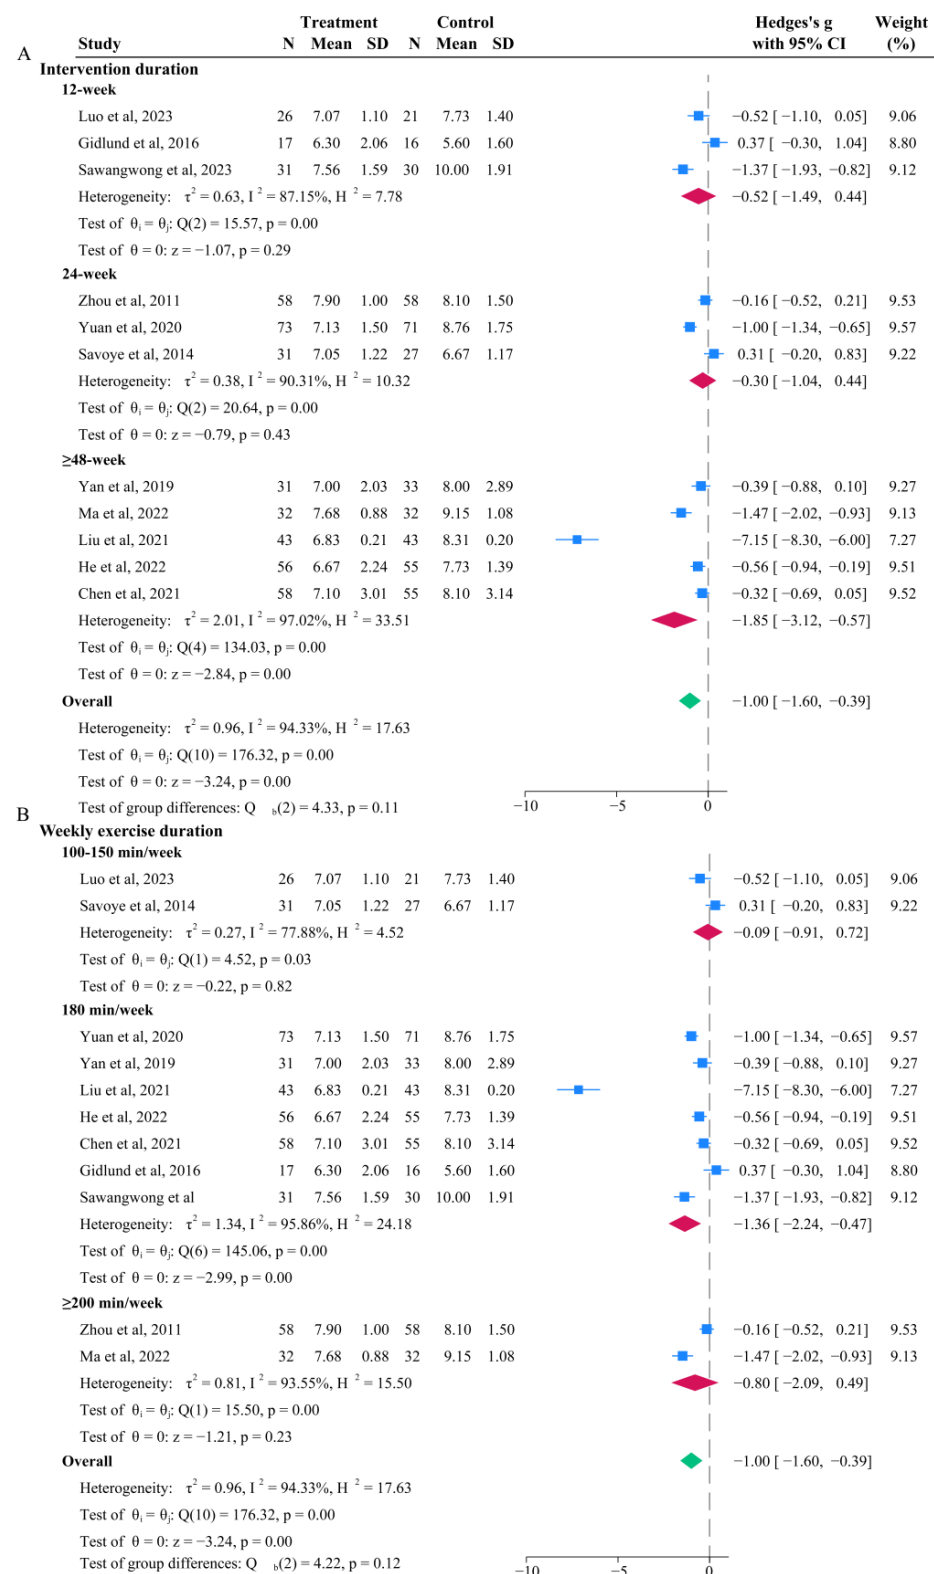 Treatment Control Hedges's g Weight
Study N Mean SD N Mean SD with 95% CI (%)
A
Intervention duration
12-week
Luo et al, 2023 26 7.07 1.10 21 7.73 1.40 −0.52 [ −1.10, 0.05] 9.06
Gidlund et al, 2016 17 6.30 2.06 16 5.60 1.60 0.37 [ −0.30, 1.04] 8.80
Sawangwong et al, 2023 31 7.56 1.59 30 10.00 1.91 −1.37 [ −1.93, −0.82] 9.12
Heterogeneity: τ² = 0.63, I² = 87.15%, H² = 7.78 −0.52 [ −1.49, 0.44]
Test of θᵢ = θⱼ: Q(2) = 15.57, p = 0.00
Test of θ = 0: z = −1.07, p = 0.29
24-week
Zhou et al, 2011 58 7.90 1.00 58 8.10 1.50 −0.16 [ −0.52, 0.21] 9.53
Yuan et al, 2020 73 7.13 1.50 71 8.76 1.75 −1.00 [ −1.34, −0.65] 9.57
Savoye et al, 2014 31 7.05 1.22 27 6.67 1.17 0.31 [ −0.20, 0.83] 9.22
Heterogeneity: τ² = 0.38, I² = 90.31%, H² = 10.32 −0.30 [ −1.04, 0.44]
Test of θᵢ = θⱼ: Q(2) = 20.64, p = 0.00
Test of θ = 0: z = −0.79, p = 0.43
≥48-week
Yan et al, 2019 31 7.00 2.03 33 8.00 2.89 −0.39 [ −0.88, 0.10] 9.27
Ma et al, 2022 32 7.68 0.88 32 9.15 1.08 −1.47 [ −2.02, −0.93] 9.13
Liu et al, 2021 43 6.83 0.21 43 8.31 0.20 −7.15 [ −8.30, −6.00] 7.27
He et al, 2022 56 6.67 2.24 55 7.73 1.39 −0.56 [ −0.94, −0.19] 9.51
Chen et al, 2021 58 7.10 3.01 55 8.10 3.14 −0.32 [ −0.69, 0.05] 9.52
Heterogeneity: τ² = 2.01, I² = 97.02%, H² = 33.51 −1.85 [ −3.12, −0.57]
Test of θᵢ = θⱼ: Q(4) = 134.03, p = 0.00
Test of θ = 0: z = −2.84, p = 0.00
Overall −1.00 [ −1.60, −0.39]
Heterogeneity: τ² = 0.96, I² = 94.33%, H² = 17.63
Test of θᵢ = θⱼ: Q(10) = 176.32, p = 0.00
Test of θ = 0: z = −3.24, p = 0.00
Test of group differences: Q b(2) = 4.33, p = 0.11
−10 −5 0
B
Weekly exercise duration
100-150 min/week
Luo et al, 2023 26 7.07 1.10 21 7.73 1.40 −0.52 [ −1.10, 0.05] 9.06
Savoye et al, 2014 31 7.05 1.22 27 6.67 1.17 0.31 [ −0.20, 0.83] 9.22
Heterogeneity: τ² = 0.27, I² = 77.88%, H² = 4.52 −0.09 [ −0.91, 0.72]
Test of θᵢ = θⱼ: Q(1) = 4.52, p = 0.03
Test of θ = 0: z = −0.22, p = 0.82
180 min/week
Yuan et al, 2020 73 7.13 1.50 71 8.76 1.75 −1.00 [ −1.34, −0.65] 9.57
Yan et al, 2019 31 7.00 2.03 33 8.00 2.89 −0.39 [ −0.88, 0.10] 9.27
Liu et al, 2021 43 6.83 0.21 43 8.31 0.20 −7.15 [ −8.30, −6.00] 7.27
He et al, 2022 56 6.67 2.24 55 7.73 1.39 −0.56 [ −0.94, −0.19] 9.51
Chen et al, 2021 58 7.10 3.01 55 8.10 3.14 −0.32 [ −0.69, 0.05] 9.52
Gidlund et al, 2016 17 6.30 2.06 16 5.60 1.60 0.37 [ −0.30, 1.04] 8.80
Sawangwong et al 31 7.56 1.59 30 10.00 1.91 −1.37 [ −1.93, −0.82] 9.12
Heterogeneity: τ² = 1.34, I² = 95.86%, H² = 24.18 −1.36 [ −2.24, −0.47]
Test of θᵢ = θⱼ: Q(6) = 145.06, p = 0.00
Test of θ = 0: z = −2.99, p = 0.00
≥200 min/week
Zhou et al, 2011 58 7.90 1.00 58 8.10 1.50 −0.16 [ −0.52, 0.21] 9.53
Ma et al, 2022 32 7.68 0.88 32 9.15 1.08 −1.47 [ −2.02, −0.93] 9.13
Heterogeneity: τ² = 0.81, I² = 93.55%, H² = 15.50 −0.80 [ −2.09, 0.49]
Test of θᵢ = θⱼ: Q(1) = 15.50, p = 0.00
Test of θ = 0: z = −1.21, p = 0.23
Overall −1.00 [ −1.60, −0.39]
Heterogeneity: τ² = 0.96, I² = 94.33%, H² = 17.63
Test of θᵢ = θⱼ: Q(10) = 176.32, p = 0.00
Test of θ = 0: z = −3.24, p = 0.00
Test of group differences: Q b(2) = 4.22, p = 0.12
−10 −5 0